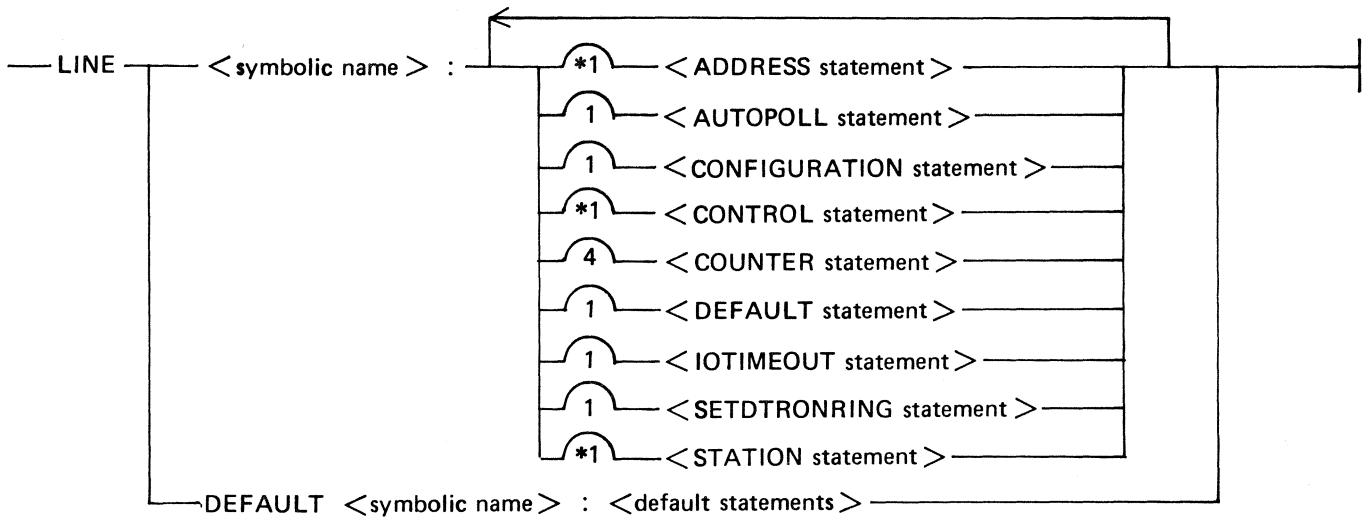 LINE <symbolic name> : *1 <ADDRESS statement>
1 <AUTOPOLL statement>
1 <CONFIGURATION statement>
*1 <CONTROL statement>
4 <COUNTER statement>
1 <DEFAULT statement>
1 <IOTIMEOUT statement>
1 <SETDTRONRING statement>
*1 <STATION statement>
DEFAULT <symbolic name> : <default statements>